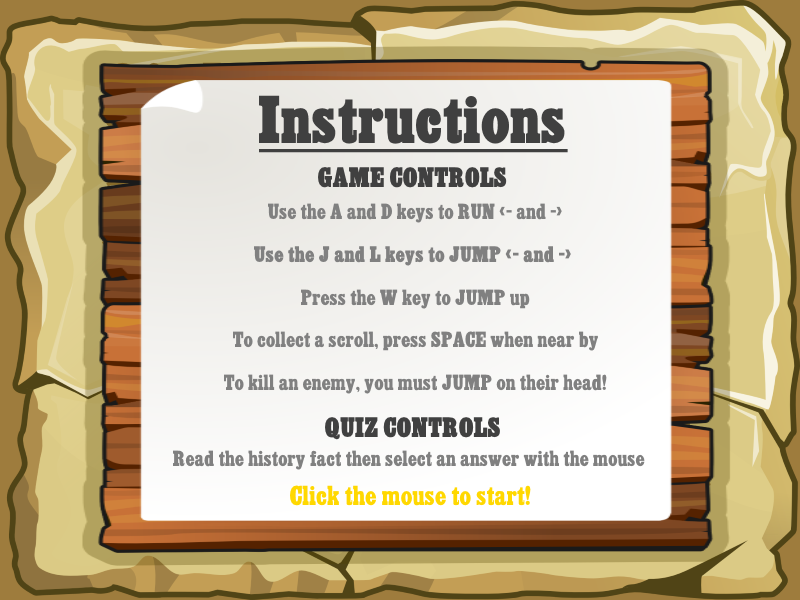 Instructions
GAME CONTROLS
Use the A and D keys to RUN <- and ->
Use the J and L keys to JUMP <- and ->
Press the W key to JUMP up
To collect a scroll, press SPACE when near by
To kill an enemy, you must JUMP on their head!
QUIZ CONTROLS
Read the history fact then select an answer with the mouse
Click the mouse to start!